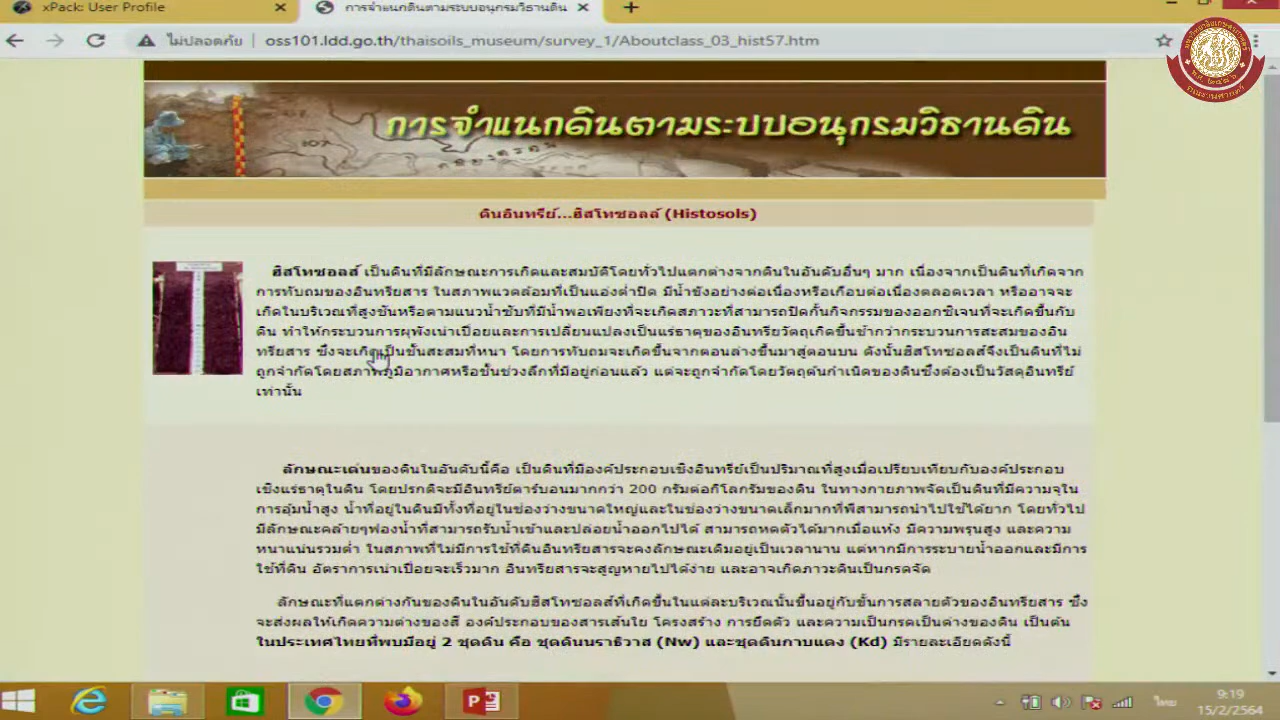 xPack: User Profile
การจำแนกดินตามระบบอนุกรมวิธานดิน
ไม่ปลอดภัย
oss101.ldd.go.th/thaisoils_museum/survey_1/Aboutclass_03_hist57.htm
การจำแนกดินตามระบบอนุกรมวิธานดิน
ดินอินทรีย์...ฮิสโทซอลส์ (Histosols)
ฮิสโทซอลส์ เป็นดินที่มีลักษณะการเกิดและสมบัติโดยทั่วไปแตกต่างจากดินในอันดับอื่นๆ มาก เนื่องจากเป็นดินที่เกิดจาก
การทับถมของอินทรียสาร ในสภาพแวดล้อมที่เป็นแอ่งต่ำปิด มีน้ำขังอย่างต่อเนื่องหรือเกือบต่อเนื่องตลอดเวลา หรืออาจจะ
เกิดในบริเวณที่สูงชันหรือตามแนวน้ำซับที่มีน้ำพอเพียงที่จะเกิดสภาวะที่สามารถปิดกั้นกิจกรรมของออกซิเจนที่จะเกิดขึ้นกับ
ดิน ทำให้กระบวนการผุพังเน่าเปื่อยและการเปลี่ยนแปลงเป็นแร่ธาตุของอินทรียวัตถุเกิดขึ้นช้ากว่ากระบวนการสะสมของอิน
ทรียสาร ซึ่งจะเกิดเป็นชั้นสะสมที่หนา โดยการทับถมจะเกิดขึ้นจากตอนล่างขึ้นมาสู่ตอนบน ดังนั้นฮิสโทซอลส์จึงเป็นดินที่ไม่
ถูกจำกัดโดยสภาพภูมิอากาศหรือชั้นช่วงลึกที่มีอยู่ก่อนแล้ว แต่จะถูกจำกัดโดยวัตถุต้นกำเนิดของดินซึ่งต้องเป็นวัสดุอินทรีย์
เท่านั้น
ลักษณะเด่นของดินในอันดับนี้คือ เป็นดินที่มีองค์ประกอบเชิงอินทรีย์เป็นปริมาณที่สูงเมื่อเปรียบเทียบกับองค์ประกอบ
เชิงแร่ธาตุในดิน โดยปรกติจะมีอินทรีย์คาร์บอนมากกว่า 200 กรัมต่อกิโลกรัมของดิน ในทางกายภาพจัดเป็นดินที่มีความจุใน
การอุ้มน้ำสูง น้ำที่อยู่ในดินมีทั้งที่อยู่ในช่องว่างขนาดใหญ่และในช่องว่างขนาดเล็กมากที่พืสามารถนำไปใช้ได้ยาก โดยทั่วไป
มีลักษณะคล้ายๆฟองน้ำที่สามารถรับน้ำเข้าและปล่อยน้ำออกไปได้ สามารถหดตัวได้มากเมื่อแห้ง มีความพรุนสูง และความ
หนาแน่นรวมต่ำ ในสภาพที่ไม่มีการใช้ที่ดินอินทรียสารจะคงลักษณะเดิมอยู่เป็นเวลานาน แต่หากมีการระบายน้ำออกและมีการ
ใช้ที่ดิน อัตราการเน่าเปื่อยจะเร็วมาก อินทรียสารจะสูญหายไปได้ง่าย และอาจเกิดภาวะดินเป็นกรดจัด
ลักษณะที่แตกต่างกันของดินในอันดับฮิสโทซอลส์ที่เกิดขึ้นในแต่ละบริเวณนั้นขึ้นอยู่กับขั้นการสลายตัวของอินทรียสาร ซึ่ง
จะส่งผลให้เกิดความต่างของสี องค์ประกอบของสารเส้นใย โครงสร้าง การยึดตัว และความเป็นกรดเป็นด่างของดิน เป็นต้น
ในประเทศไทยที่พบมีอยู่ 2 ชุดดิน คือ ชุดดินนราธิวาส (Nw) และชุดดินกาบแดง (Kd) มีรายละเอียดดังนี้
ไทย
9:19
15/2/2564